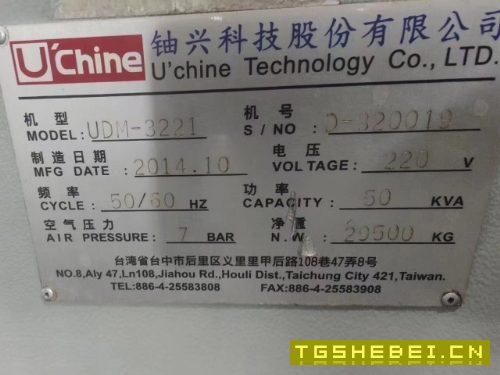 U'Chine 铀兴科技股份有限公司
U'chine Technology Co., LTD.
机型 机号
MODEL: UDM-3221 S/NO: D-320019
制造日期 电压
MFG DATE: 2014.10 VOLTAGE: 220 V
频率 功率
CYCLE: 50/60 HZ CAPACITY: 50 KVA
空气压力 净重
AIR PRESSURE: 7 BAR N.W.: 29500 KG
台湾省台中市后里区义里里甲后路108巷47弄8号
NO.8,Aly 47,Ln108,Jiahou Rd.,Houli Dist.,Taichung City 421,Taiwan.
TEL:886-4-25583808 FAX:886-4-25583908
TGSHEBEI.CN